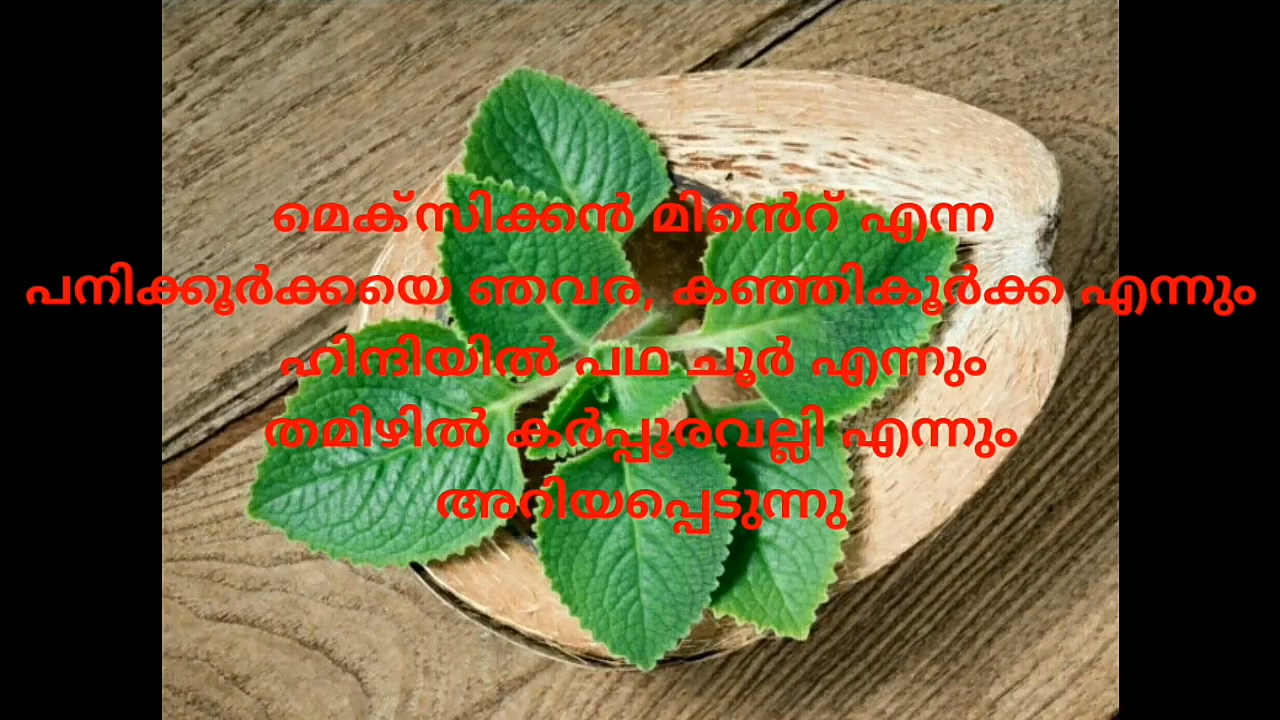 മെക്സിക്കൻ മിൻെറ് എന്ന
പനിക്കൂർക്കയെ ഞവര, കഞ്ഞികൂർക്ക എന്നും
ഹിന്ദിയിൽ പഥ ചൂർ എന്നും
തമിഴിൽ കർപ്പൂരവല്ലി എന്നും
അറിയപ്പെടുന്നു